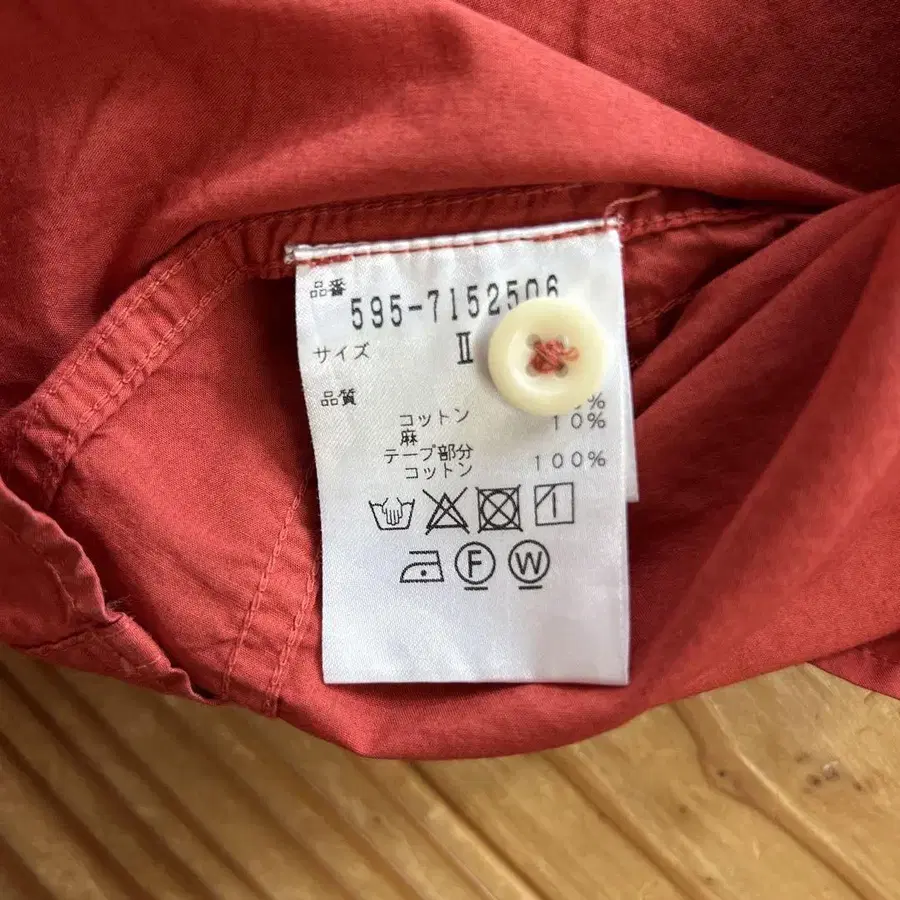 品番
595-7152506
サイズ II
品質
%
コットン 10%
麻
テープ部分
コットン 100%
F W